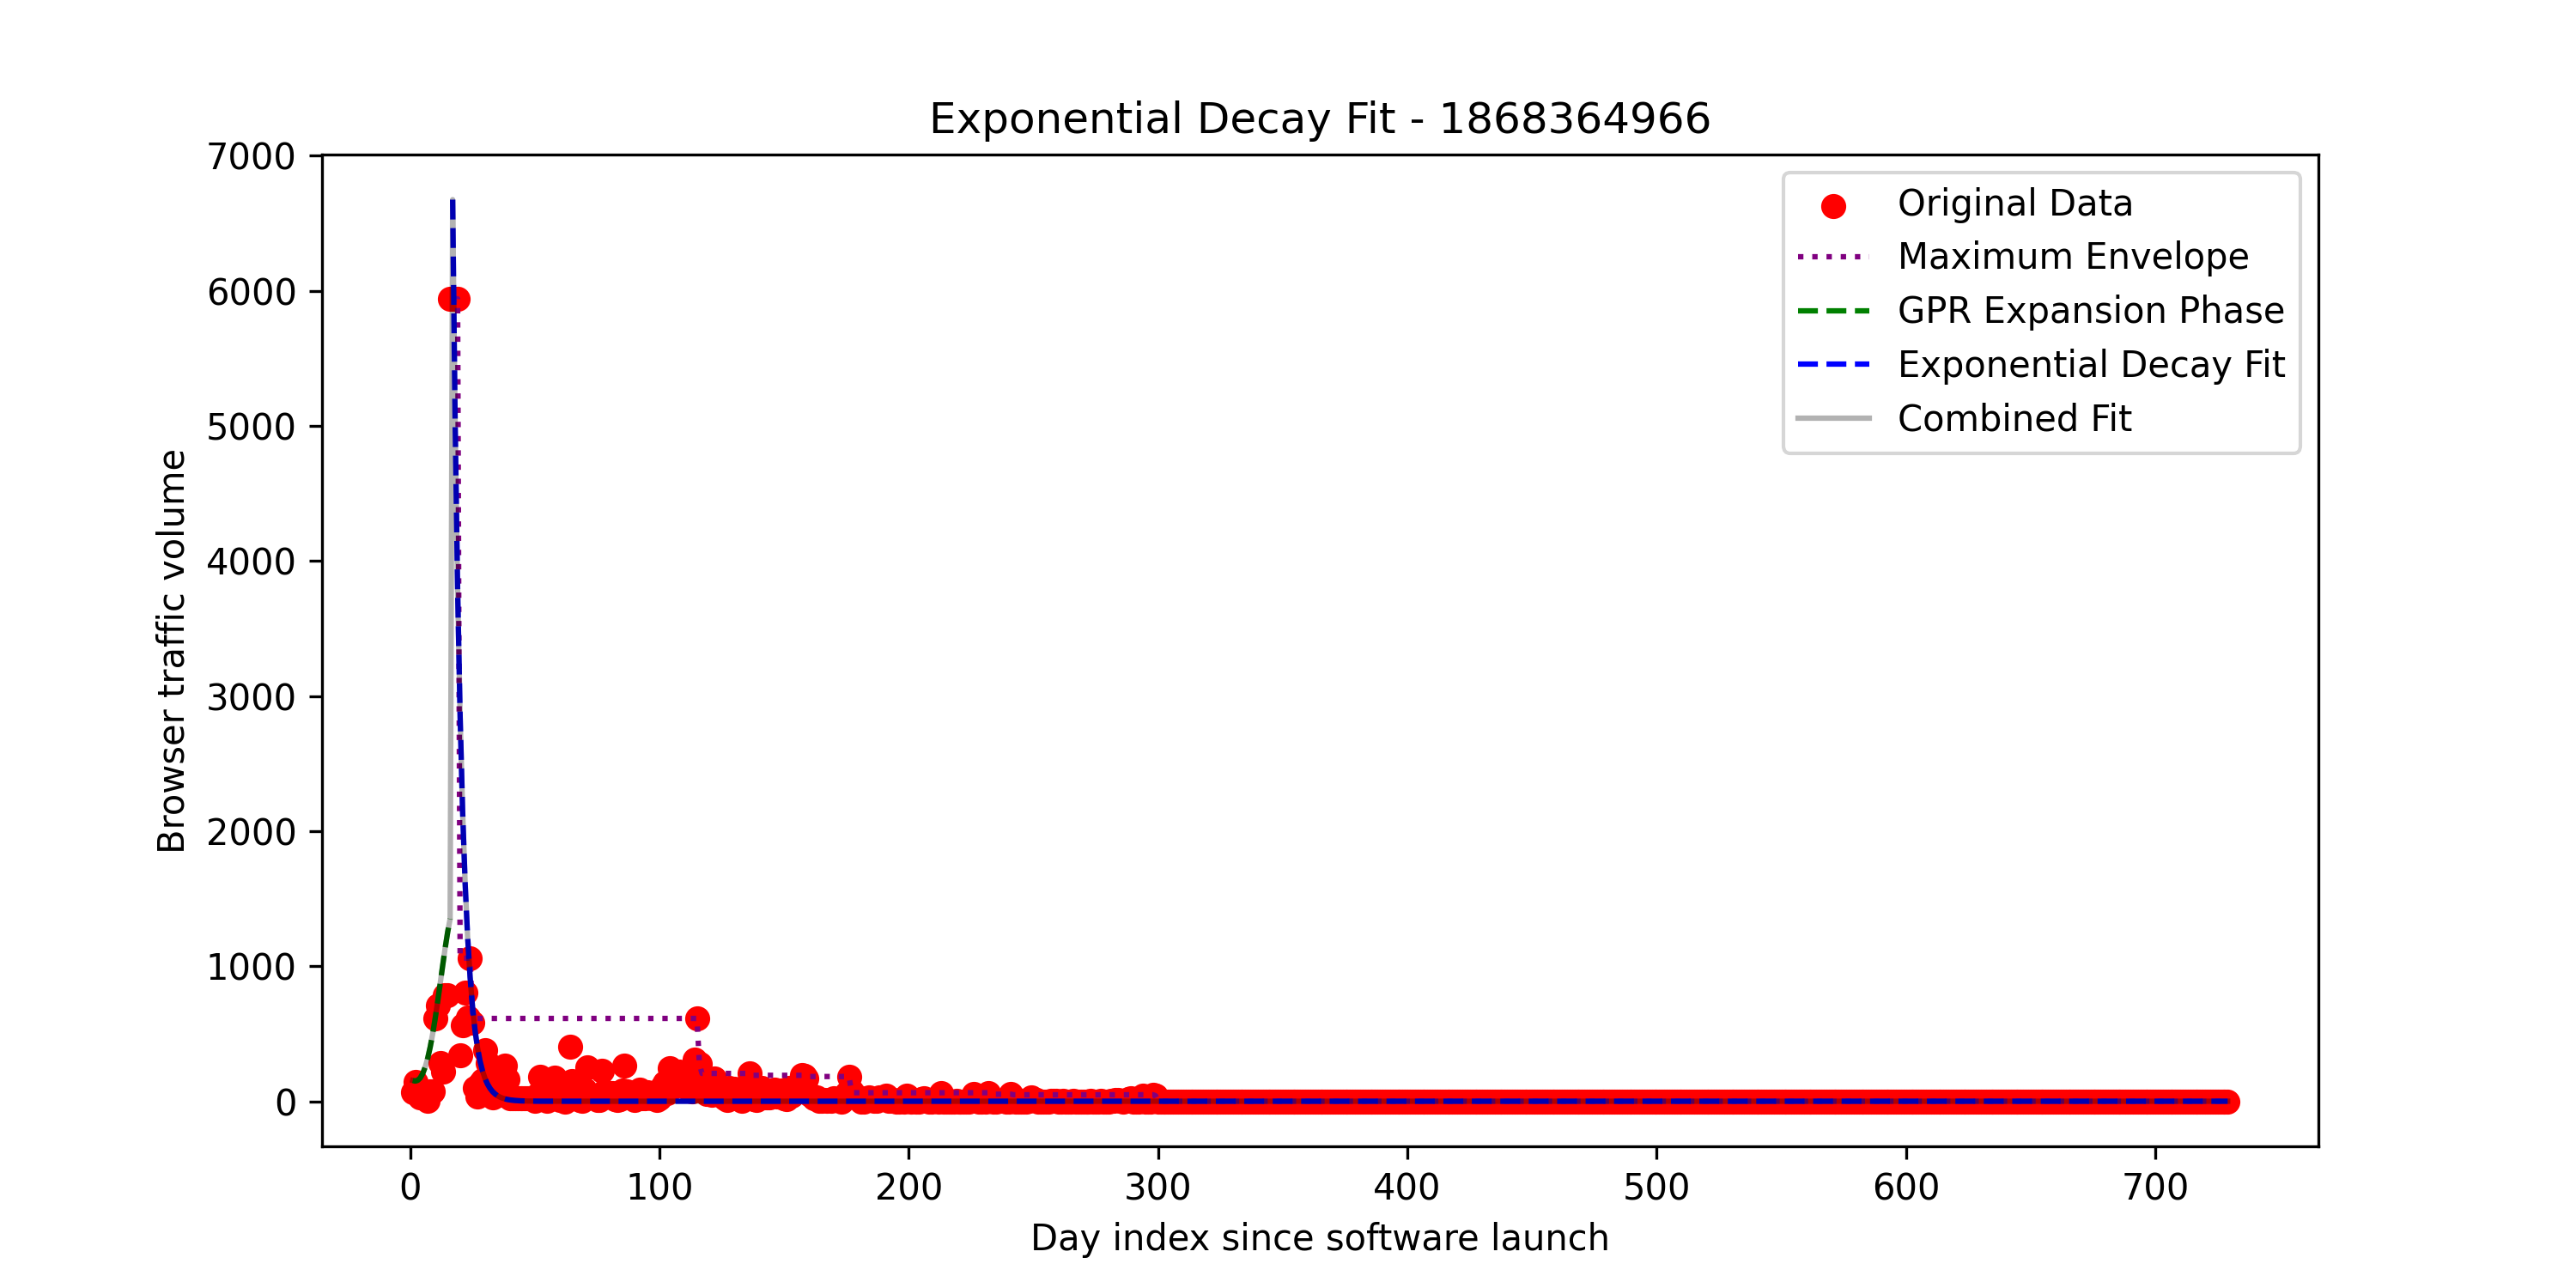 Exponential Decay Fit - 1868364966
7000
6000
5000
4000
3000
2000
1000
0
Browser traffic volume
Original Data
Maximum Envelope
GPR Expansion Phase
Exponential Decay Fit
Combined Fit
0 100 200 300 400 500 600 700
Day index since software launch